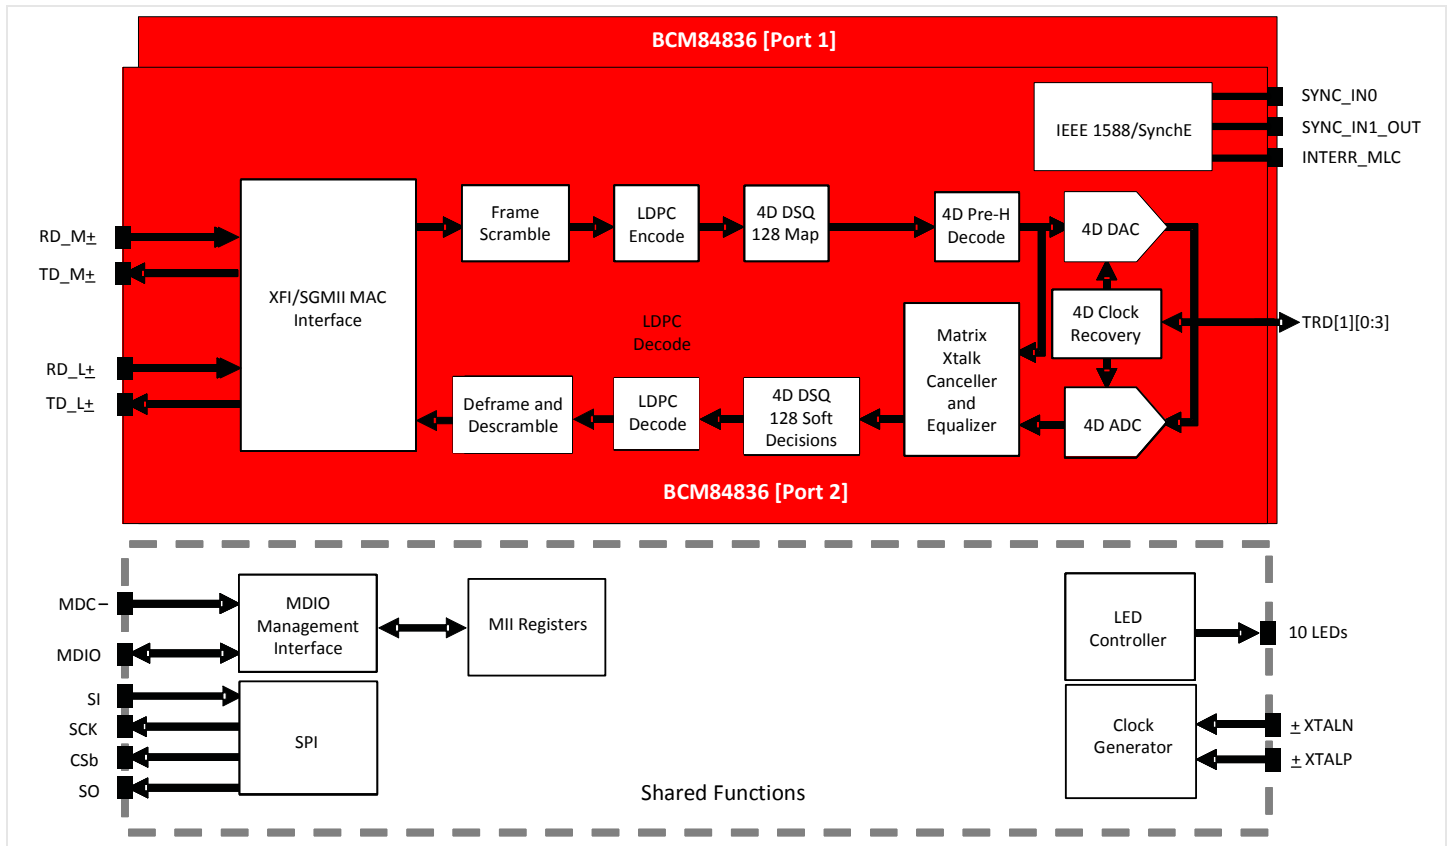 BCM84836 [Port 1]
SYNC_IN0
IEEE 1588/SynchE
SYNC_IN1_OUT
INTERR_MLC
RD_M±
TD_M±
RD_L±
TD_L±
XFI/SGMII MAC
Interface
Frame
Scramble
LDPC
Encode
4D DSQ
128 Map
4D Pre-H
Decode
4D DAC
4D Clock
Recovery
TRD[1][0:3]
LDPC
Decode
Matrix
Xtalk
Canceller
and
Equalizer
Deframe and
Descramble
LDPC
Decode
4D DSQ
128 Soft
Decisions
4D ADC
BCM84836 [Port 2]
MDC−
MDIO
MDIO
Management
Interface
MII Registers
LED
Controller
10 LEDs
SI
SCK
CSb
SO
SPI
Clock
Generator
± XTALN
± XTALP
Shared Functions